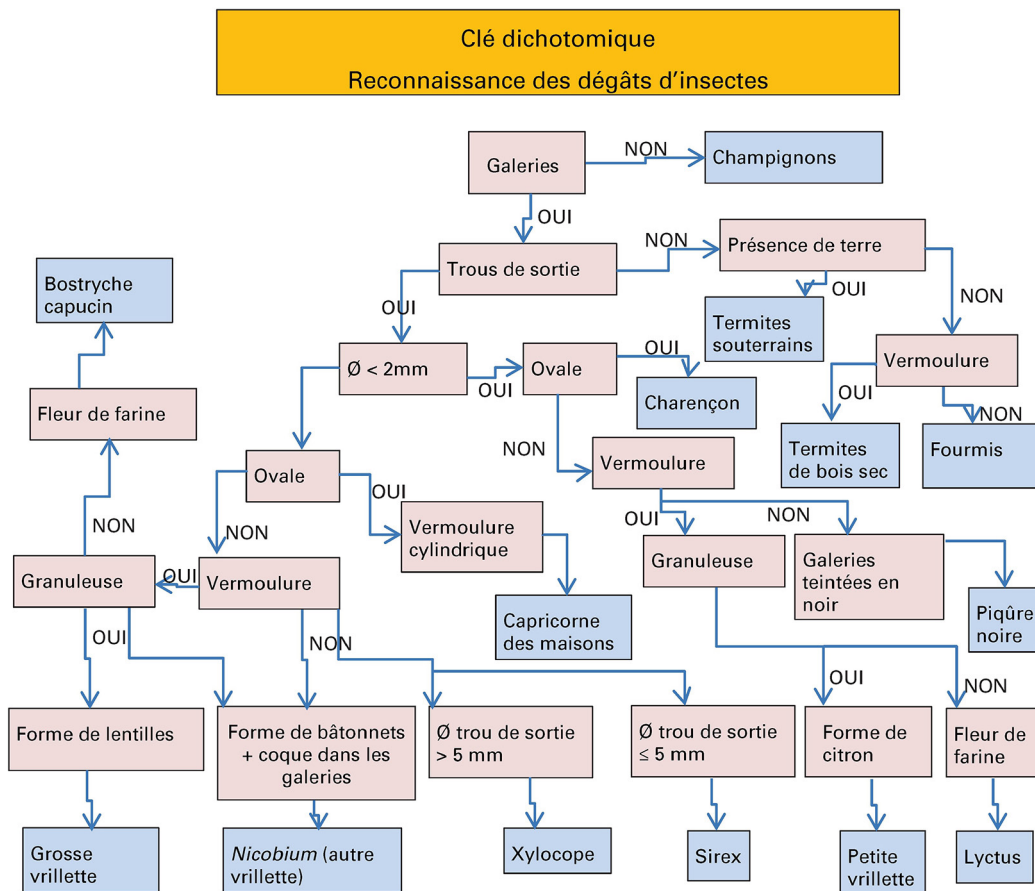 Clé dichotomique
Reconnaissance des dégâts d'insectes
Galeries
NON
Champignons
OUI
Trous de sortie
NON
Présence de terre
Bostryche
capucin
OUI
OUI
NON
Termites
souterrains
Ø < 2mm
OUI
Ovale
OUI
Charençon
Vermoulure
OUI
NON
Fleur de farine
Termites
de bois sec
Fourmis
NON
Vermoulure
Ovale
OUI
NON
Vermoulure
cylindrique
OUI
NON
NON
Granuleuse
OUI
Vermoulure
Granuleuse
Galeries
teintées en
noir
Capricorne
des maisons
Piqûre
noire
OUI
NON
OUI
NON
Forme de lentilles
Forme de bâtonnets
+ coque dans les
galeries
Ø trou de sortie
> 5 mm
Ø trou de sortie
≤ 5 mm
Forme de
citron
Fleur de
farine
Grosse
vrillette
Nicobium (autre
vrillette)
Xylocope
Sirex
Petite
vrillette
Lyctus